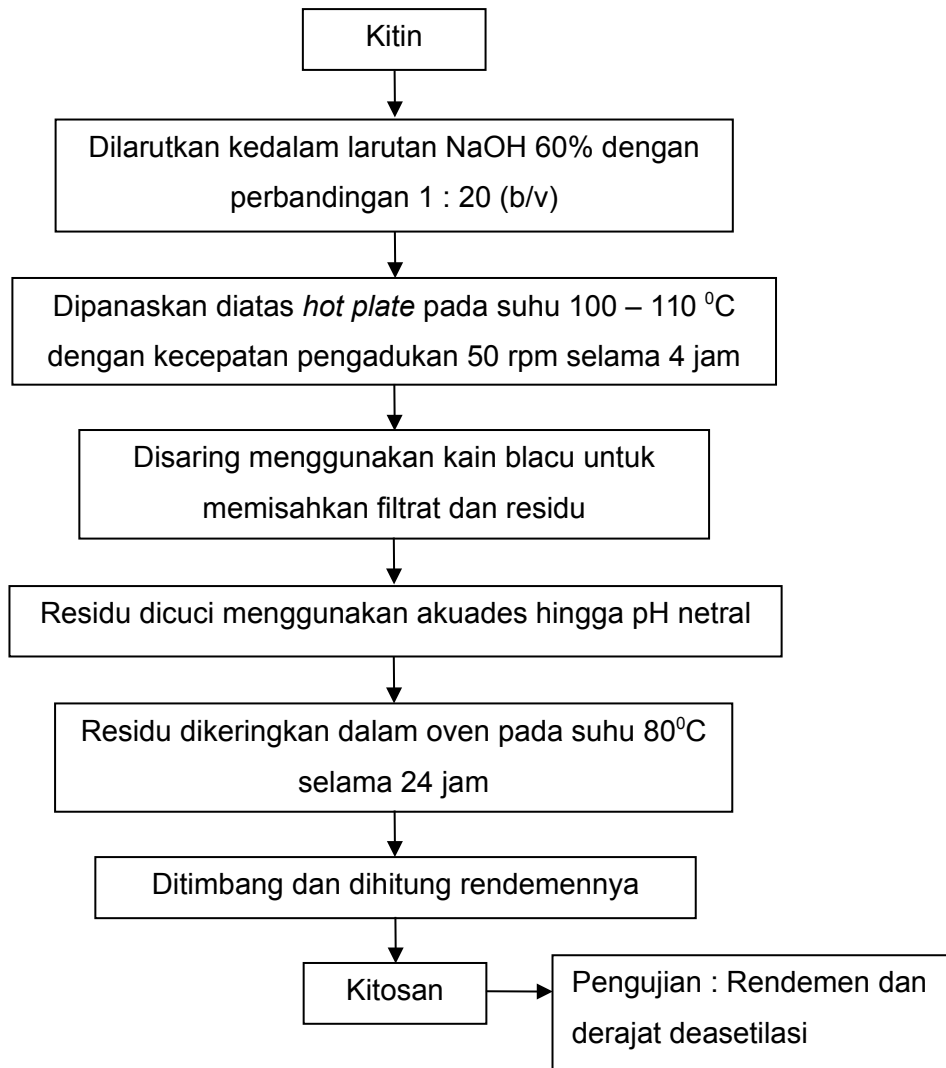 Kitin
Dilarutkan kedalam larutan NaOH 60% dengan
perbandingan 1 : 20 (b/v)
Dipanaskan diatas hot plate pada suhu 100 – 110 ⁰C
dengan kecepatan pengadukan 50 rpm selama 4 jam
Disaring menggunakan kain blacu untuk
memisahkan filtrat dan residu
Residu dicuci menggunakan akuades hingga pH netral
Residu dikeringkan dalam oven pada suhu 80⁰C
selama 24 jam
Ditimbang dan dihitung rendemennya
Kitosan
Pengujian : Rendemen dan
derajat deasetilasi